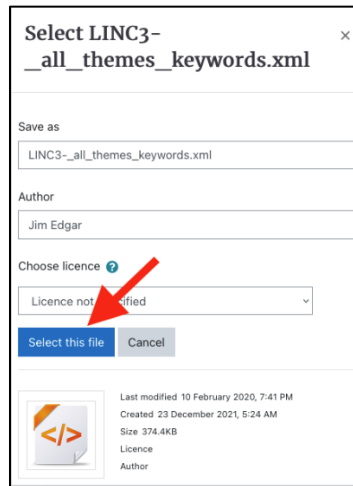 Select LINC3-
_all_themes_keywords.xml
×
Save as
LINC3-_all_themes_keywords.xml
Author
Jim Edgar
Choose licence ?
Licence not ified
Select this file Cancel
</>
Last modified 10 February 2020, 7:41 PM
Created 23 December 2021, 5:24 AM
Size 374.4KB
Licence
Author